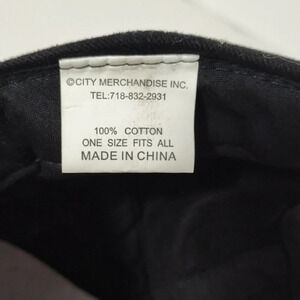 ©CITY MERCHANDISE INC.
TEL:718-832-2931
100% COTTON
ONE SIZE FITS ALL
MADE IN CHINA